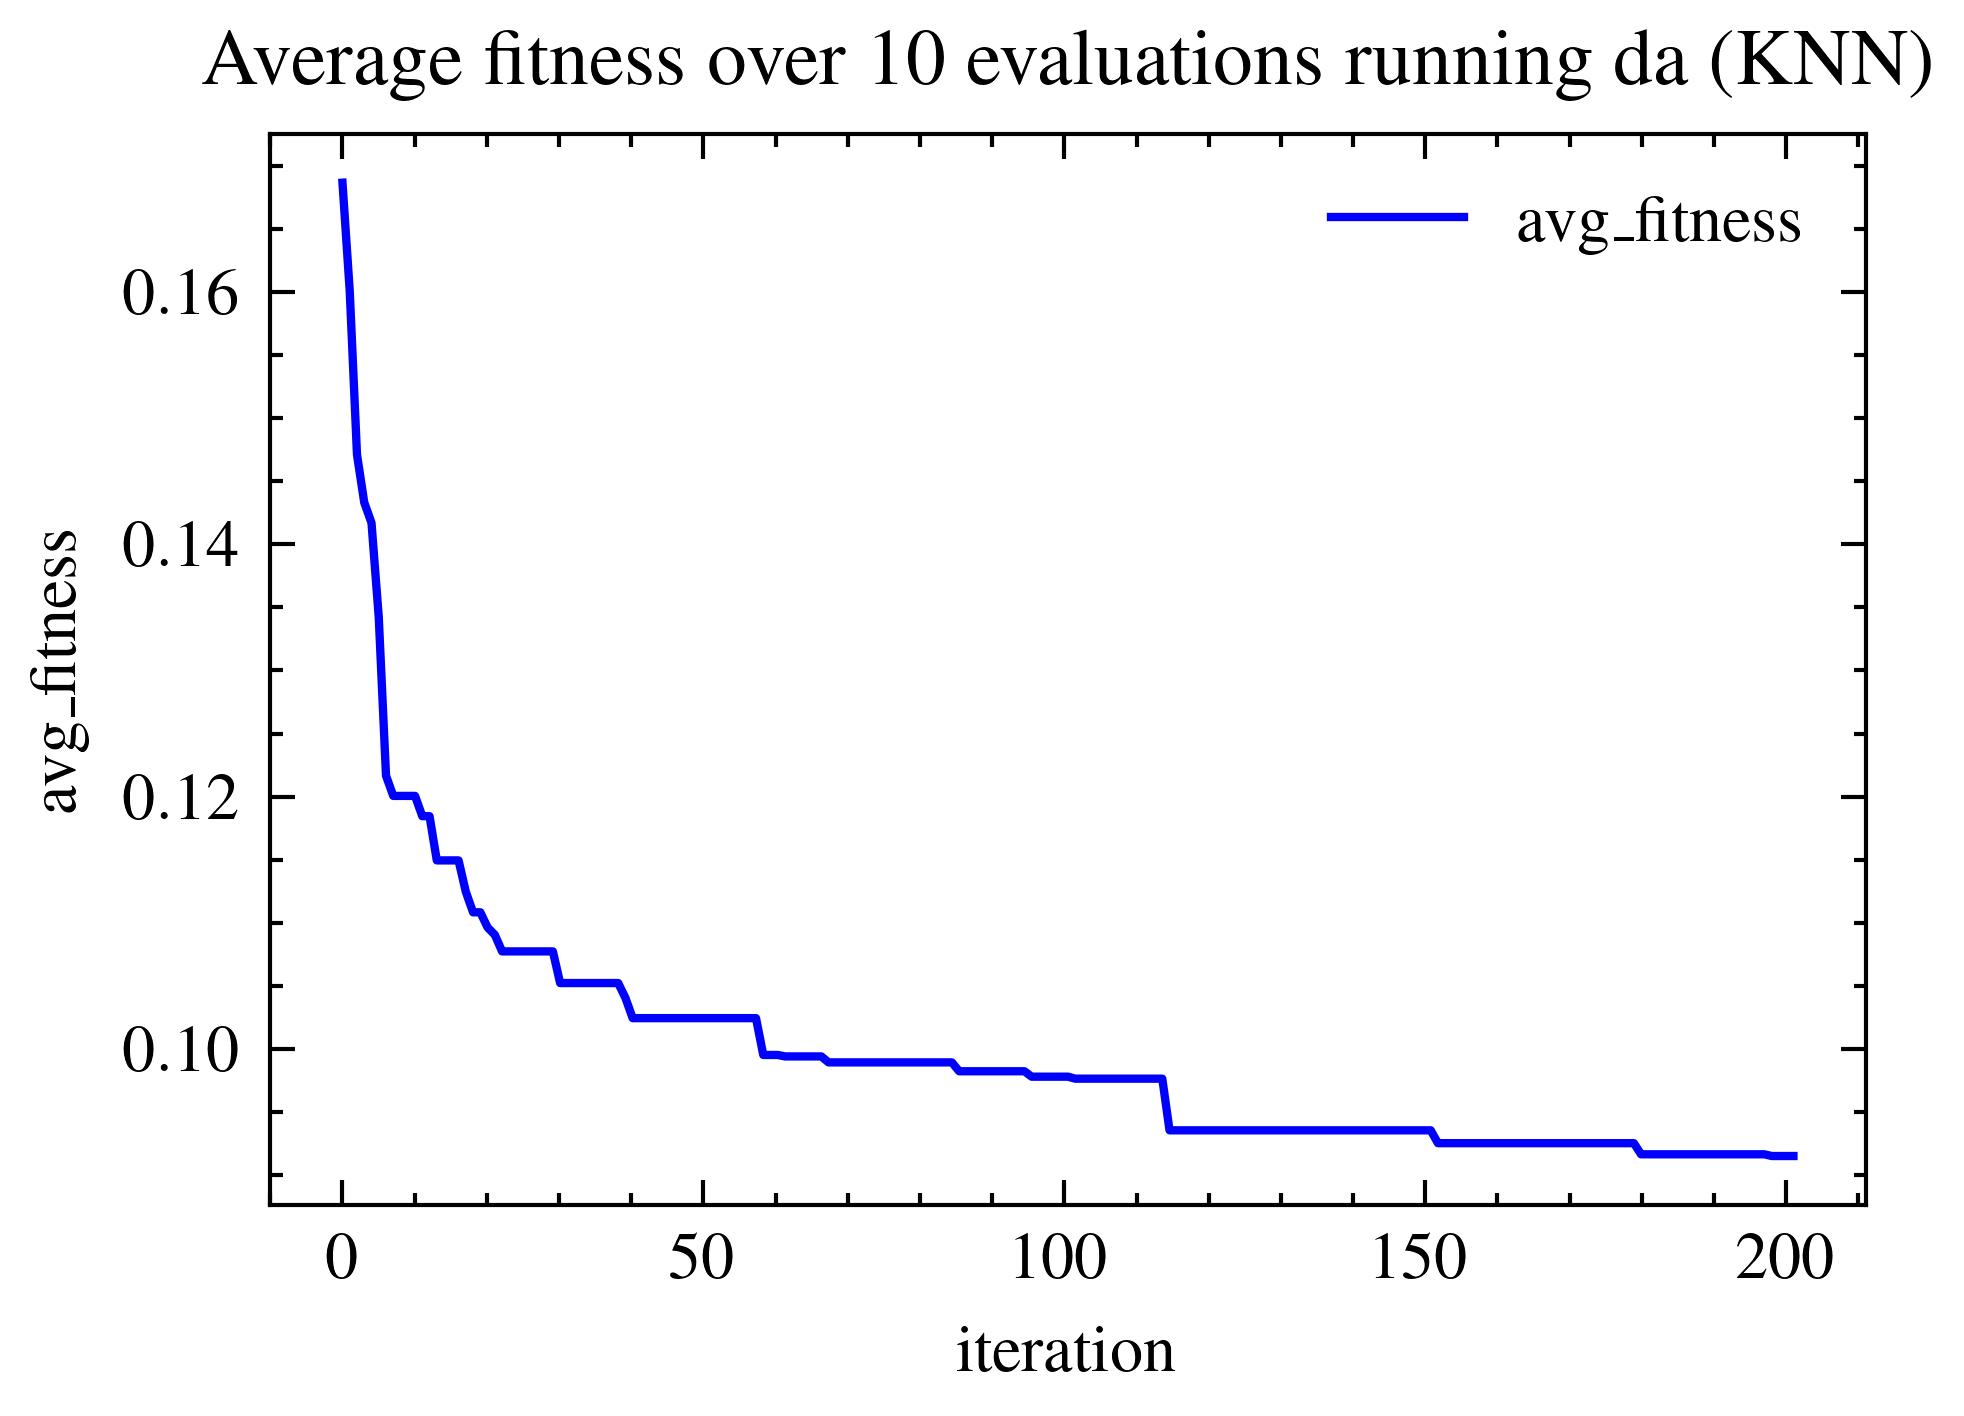 Average fitness over 10 evaluations running da (KNN)
avg_fitness
0.16
0.14
0.12
0.10
avg_fitness
0 50 100 150 200
iteration